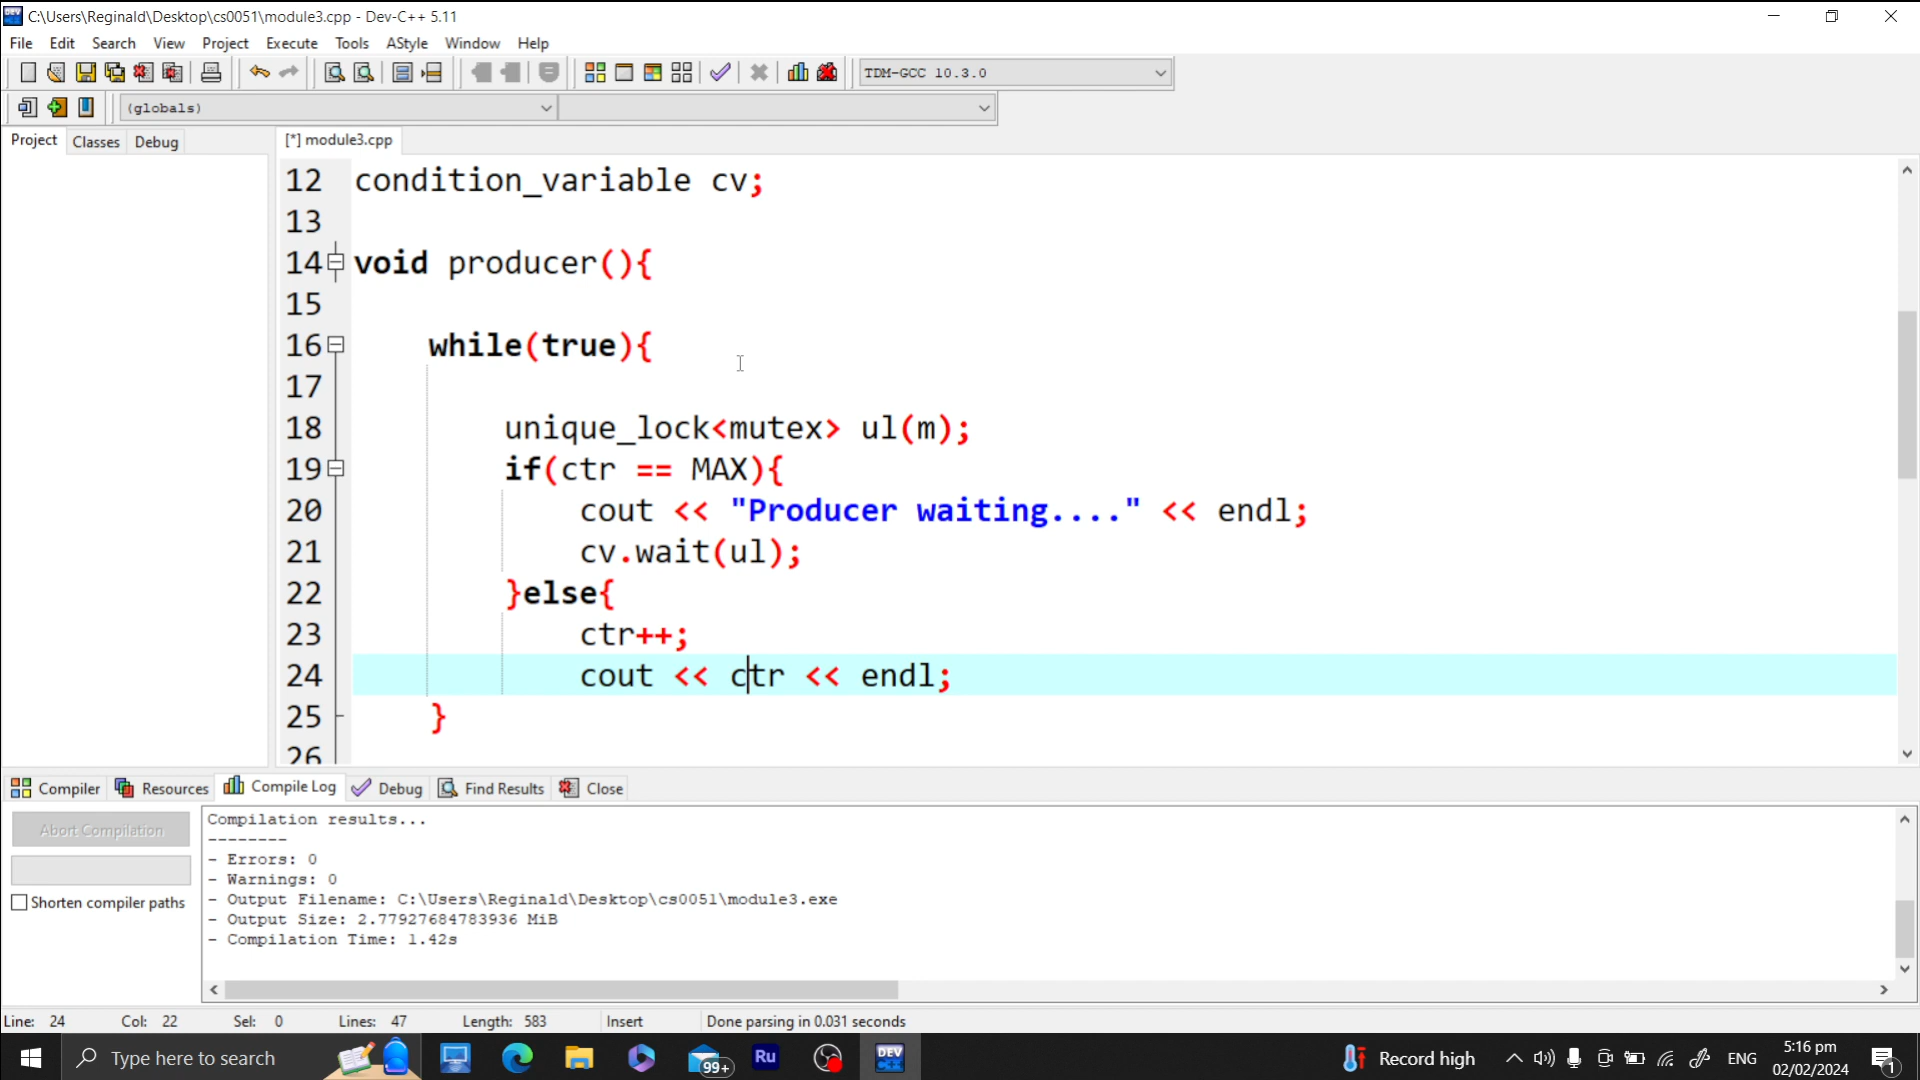 C:\Users\Reginald\Desktop\cs0051\module3.cpp - Dev-C++ 5.11
File Edit Search View Project Execute Tools AStyle Window Help
TDM-GCC 10.3.0
(globals)
Project Classes Debug
[*] module3.cpp
12 condition_variable cv;
13
14 void producer(){
15
16 while(true){
17
18 unique_lock<mutex> ul(m);
19 if(ctr == MAX){
20 cout << "Producer waiting...." << endl;
21 cv.wait(ul);
22 }else{
23 ctr++;
24 cout << ctr << endl;
25 }
26
Compiler Resources Compile Log Debug Find Results Close
Abort Compilation
Shorten compiler paths
Compilation results...
--------
- Errors: 0
- Warnings: 0
- Output Filename: C:\Users\Reginald\Desktop\cs0051\module3.exe
- Output Size: 2.77927684783936 MiB
- Compilation Time: 1.42s
Line: 24 Col: 22 Sel: 0 Lines: 47 Length: 583 Insert Done parsing in 0.031 seconds
Type here to search
99+
Ru
DEV
Record high
ENG
5:16 pm
02/02/2024
1